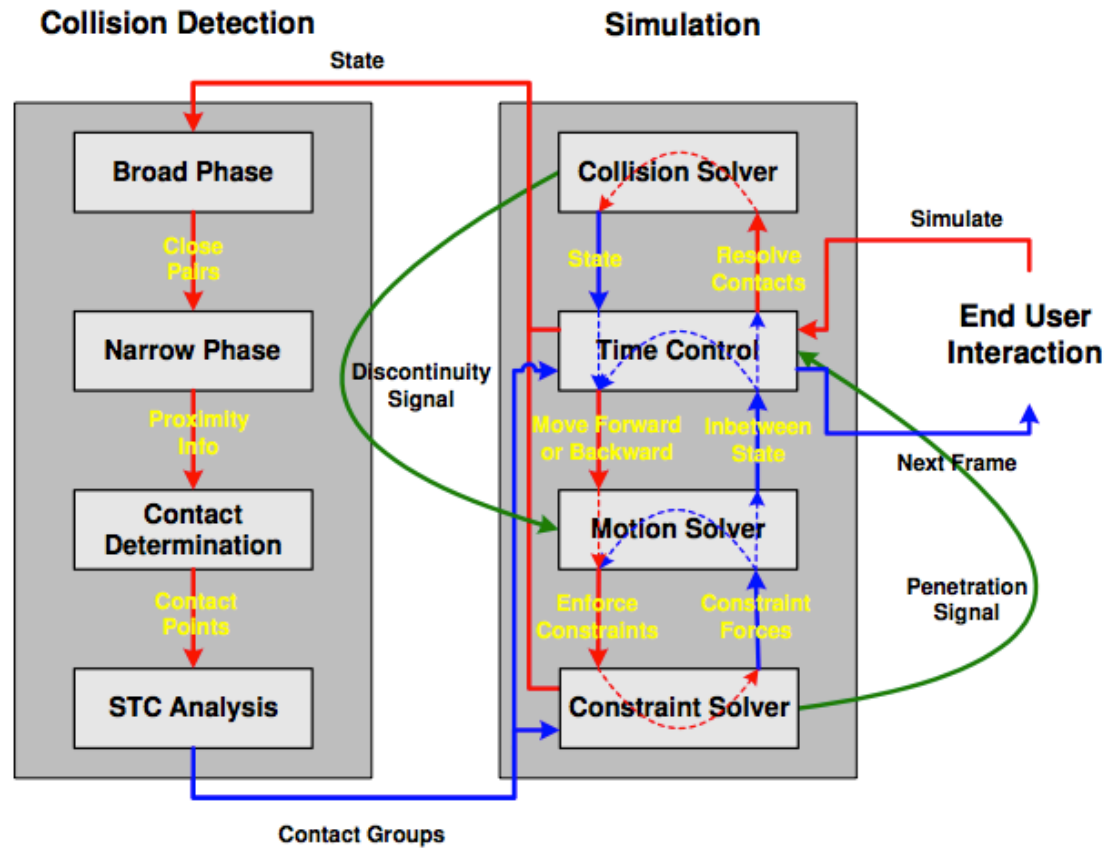 Collision Detection
Simulation
State
Broad Phase
Close
Pairs
Narrow Phase
Proximity
Info
Contact
Determination
Contact
Points
STC Analysis
Contact Groups
Discontinuity
Signal
Collision Solver
State
Resolve
Contacts
Time Control
Move Forward
or Backward
Inbetween
State
Motion Solver
Enforce
Constraints
Constraint
Forces
Constraint Solver
Simulate
End User
Interaction
Next Frame
Penetration
Signal